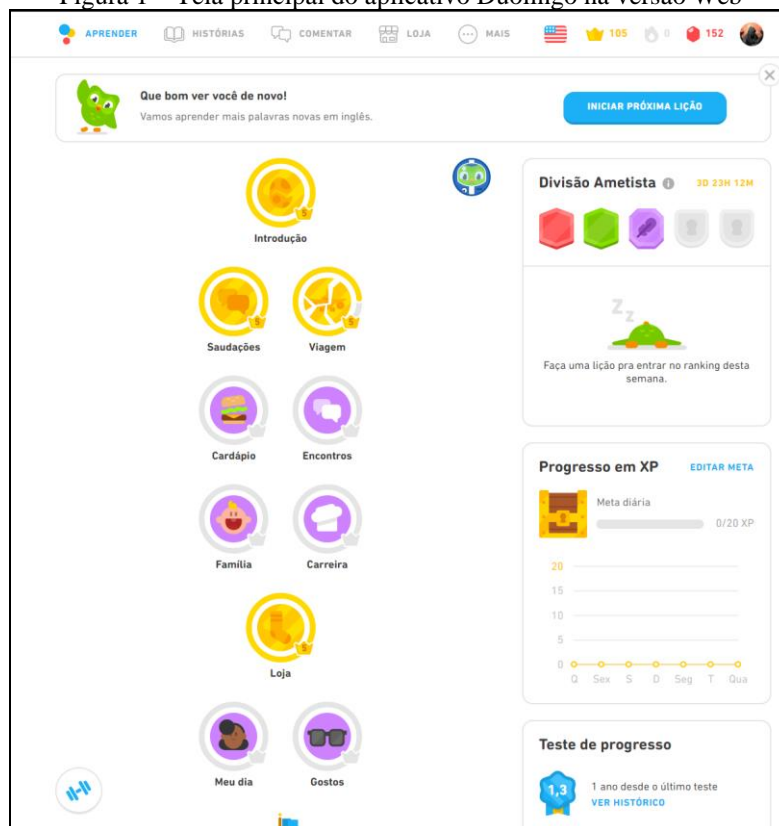 Figura 1 – Tela principal do aplicativo Duolingo na versão Web
APRENDER HISTÓRIAS COMENTAR LOJA MAIS 105 0 152
Que bom ver você de novo!
Vamos aprender mais palavras novas em inglês.
INICIAR PRÓXIMA LIÇÃO
Introdução
Saudações Viagem
Cardápio Encontros
Família Carreira
Loja
Meu dia Gostos
Divisão Ametista 3D 23H 12M
Z z
Faça uma lição pra entrar no ranking desta
semana.
Progresso em XP EDITAR META
Meta diária
0/20 XP
20
15
10
5
0
Q Sex S D Seg T Qua
Teste de progresso
1,3
1 ano desde o último teste
VER HISTÓRICO